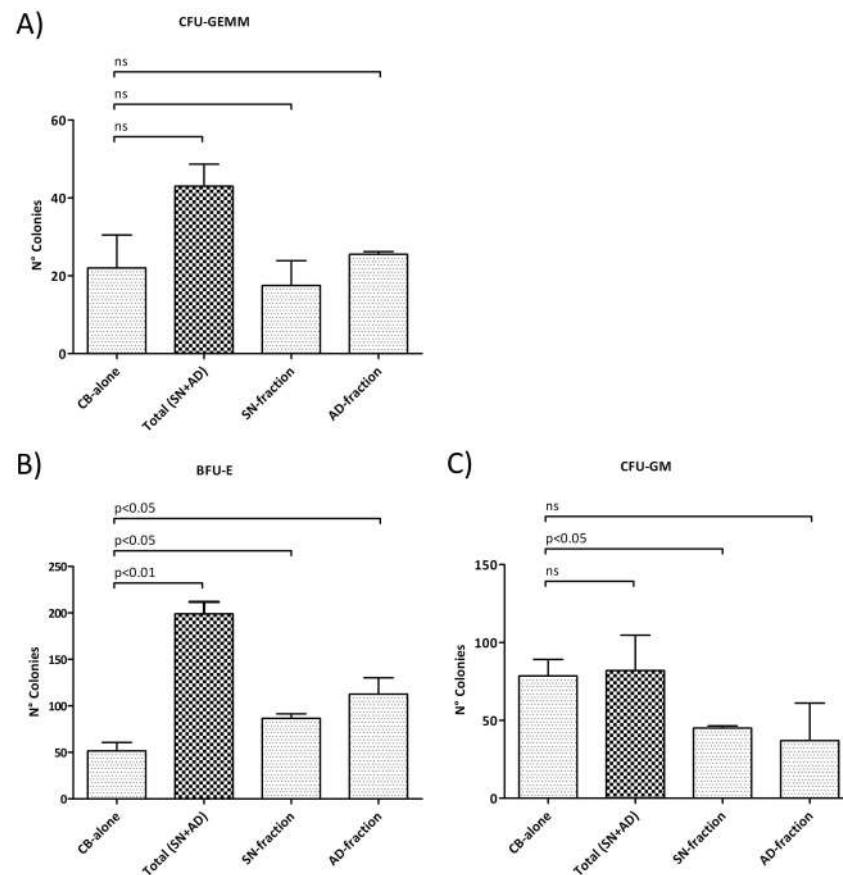 A)
CFU-GEMM
ns
ns
ns
60
40
20
0
N° Colonies
CB-alone
Total (SN+AD)
SN-fraction
AD-fraction
B)
BFU-E
p<0.05
p<0.05
p<0.01
250
200
150
100
50
0
N° Colonies
CB-alone
Total (SN+AD)
SN-fraction
AD-fraction
C)
CFU-GM
ns
p<0.05
ns
150
100
50
0
N° Colonies
CB-alone
Total (SN+AD)
SN-fraction
AD-fraction